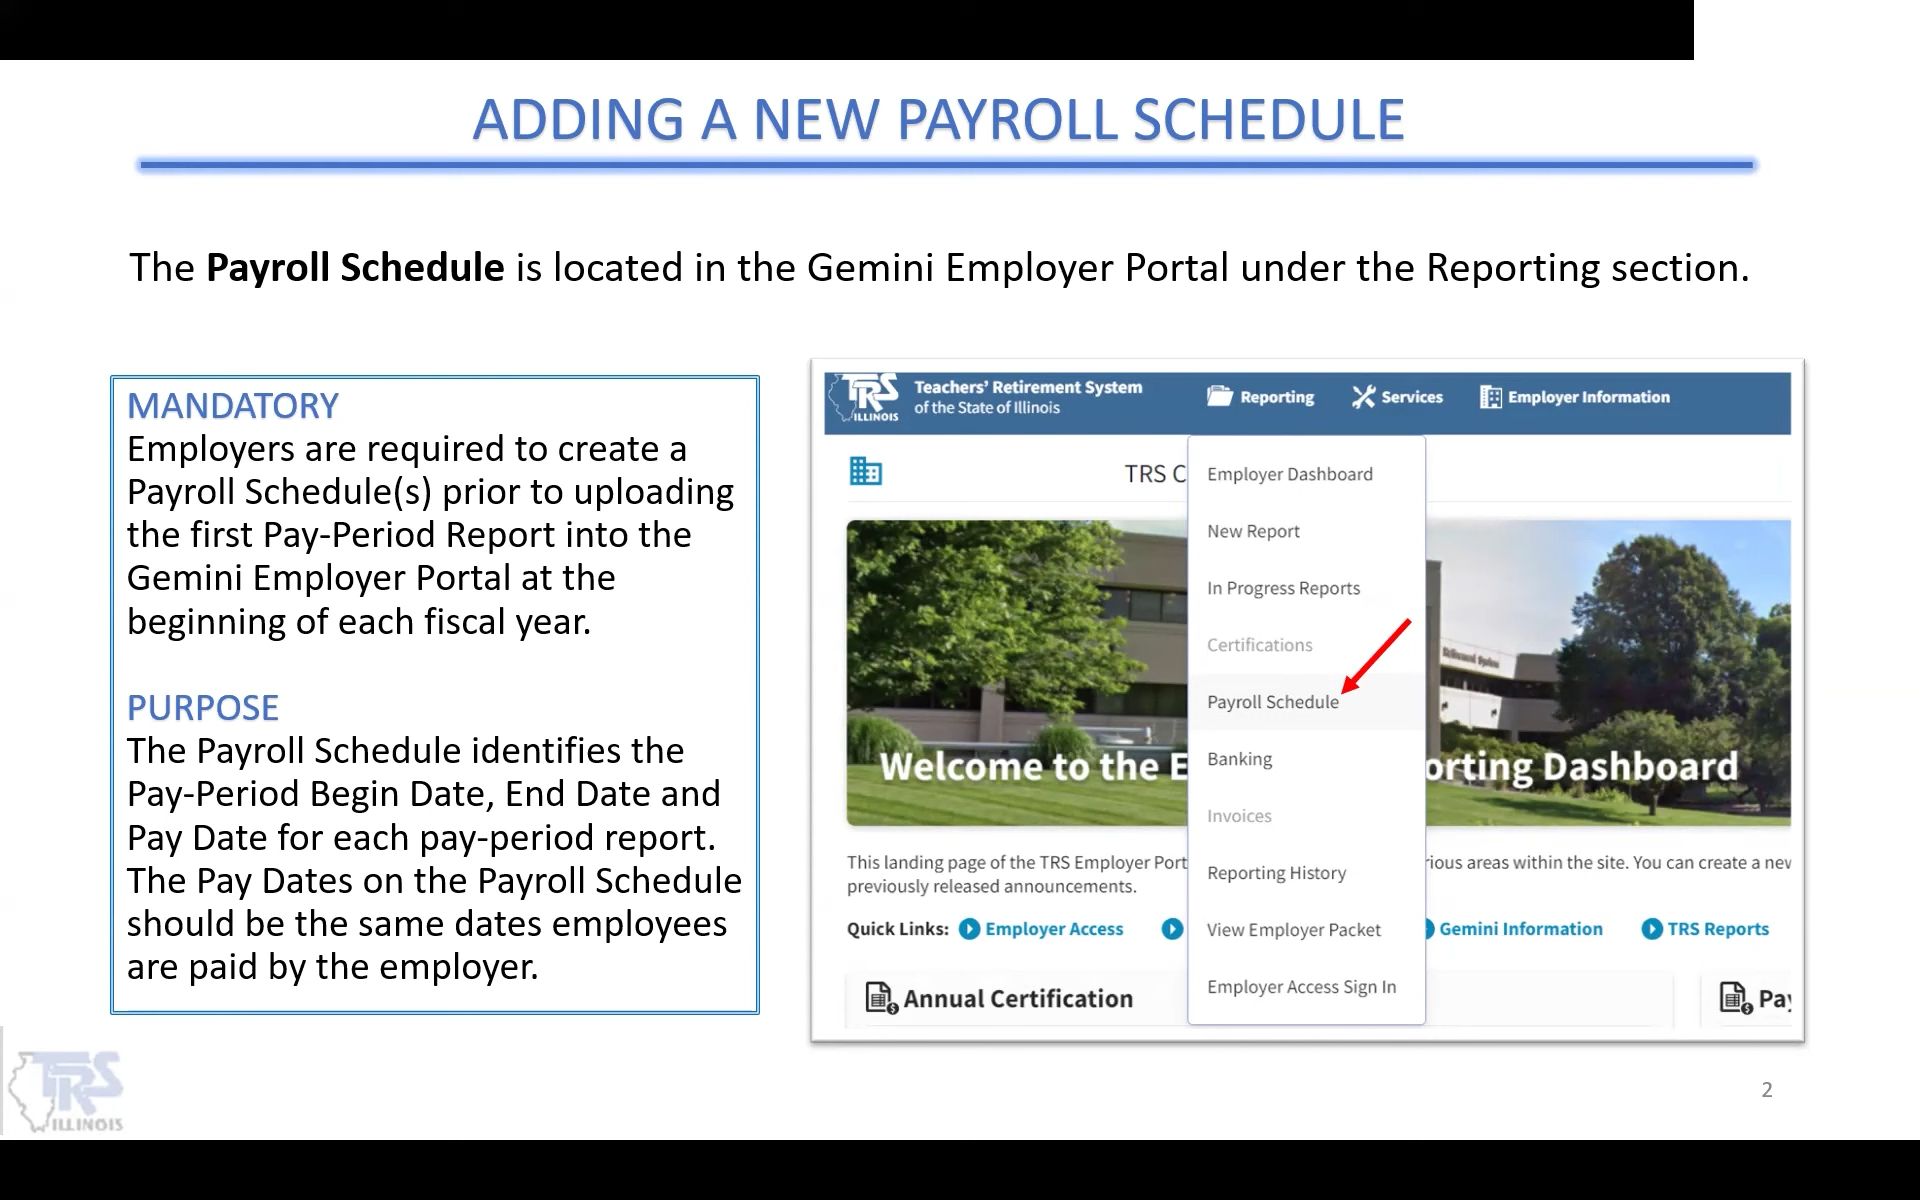 ADDING A NEW PAYROLL SCHEDULE
The Payroll Schedule is located in the Gemini Employer Portal under the Reporting section.
MANDATORY
Employers are required to create a
Payroll Schedule(s) prior to uploading
the first Pay-Period Report into the
Gemini Employer Portal at the
beginning of each fiscal year.
PURPOSE
The Payroll Schedule identifies the
Pay-Period Begin Date, End Date and
Pay Date for each pay-period report.
The Pay Dates on the Payroll Schedule
should be the same dates employees
are paid by the employer.
TRS
ILLINOIS
Teachers' Retirement System
of the State of Illinois
Reporting
Services
Employer Information
TRS C
Employer Dashboard
New Report
In Progress Reports
Certifications
Payroll Schedule
Banking
Invoices
Reporting History
View Employer Packet
Employer Access Sign In
Retirement System
Welcome to the E
orting Dashboard
This landing page of the TRS Employer Port
rious areas within the site. You can create a new
previously released announcements.
Quick Links: Employer Access
Gemini Information
TRS Reports
Annual Certification
Pay
TRS
ILLINOIS
2